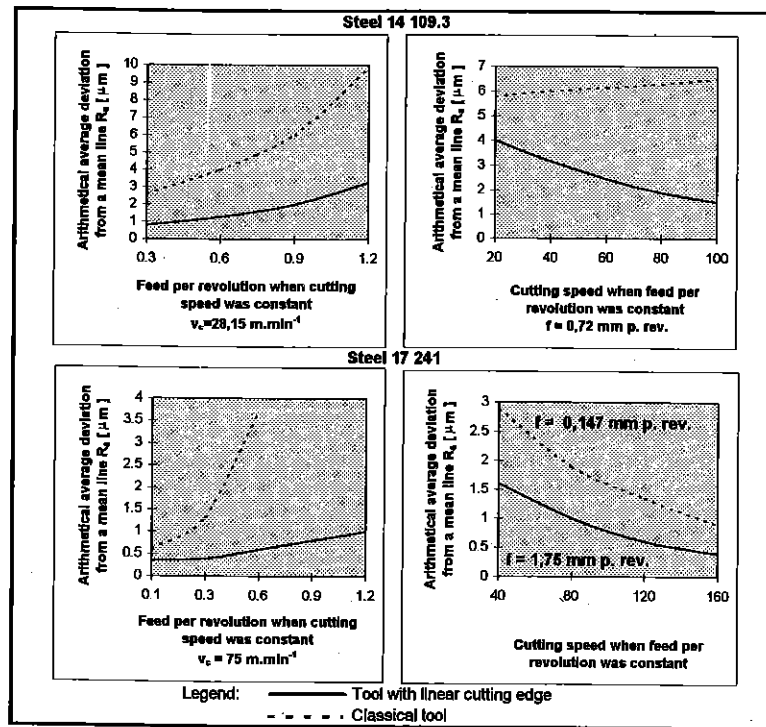 Steel 14 109.3
Arithmetical average deviation
from a mean line Ra [ μm ]
10
9
8
7
6
5
4
3
2
1
0
0.3 0.6 0.9 1.2
Feed per revolution when cutting
speed was constant
vc=28,15 m.min-1
Arithmetical average deviation
from a mean line Ra [ μm ]
7
6
5
4
3
2
1
0
20 40 60 80 100
Cutting speed when feed per
revolution was constant
f = 0,72 mm p. rev.
Steel 17 241
Arithmetical average deviation
from a mean line Ra [ μm ]
4
3.5
3
2.5
2
1.5
1
0.5
0
0.1 0.3 0.6 0.9 1.2
Feed per revolution when cutting
speed was constant
vc = 75 m.min-1
Arithmetical average deviation
from a mean line Ra [ μm ]
3
2.5
2
1.5
1
0.5
0
f = 0,147 mm p. rev.
f = 1,75 mm p. rev.
40 80 120 160
Cutting speed when feed per
revolution was constant
Legend: Tool with linear cutting edge
Classical tool